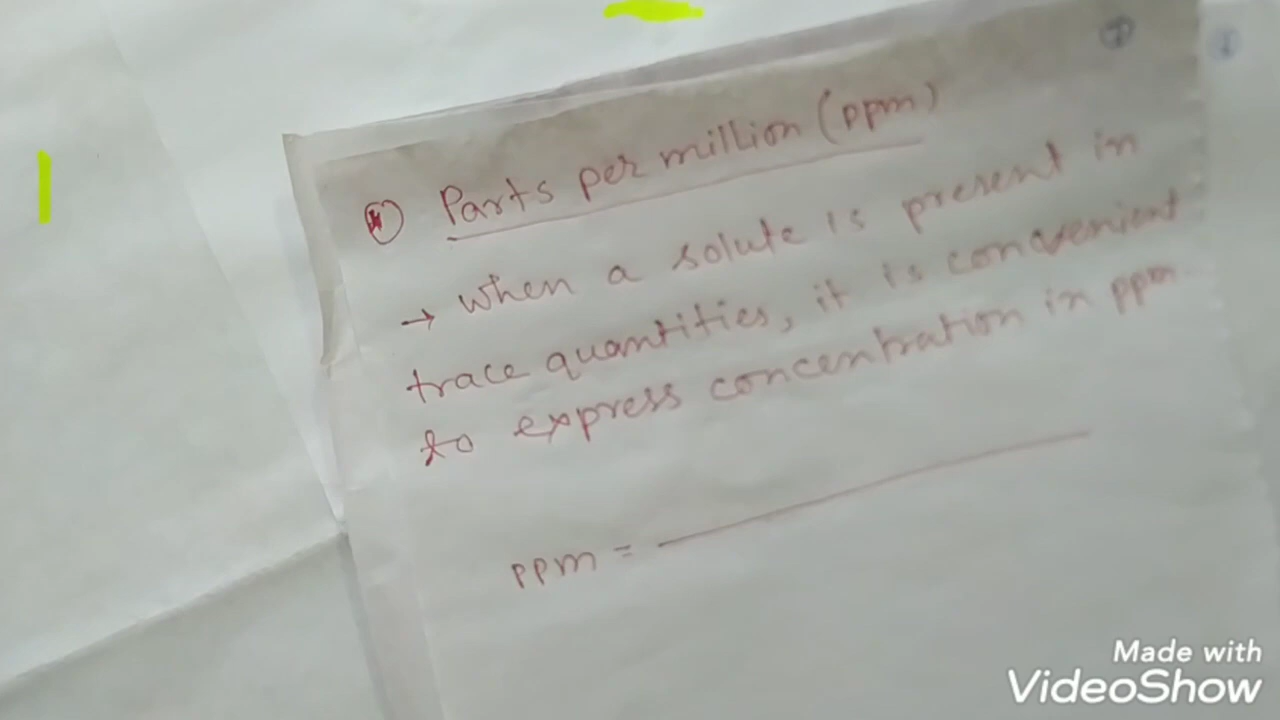 Parts per million (ppm)
→ When a solute is present in
trace quantities, it is convenient
to express concentration in ppm
ppm =
Made with
VideoShow